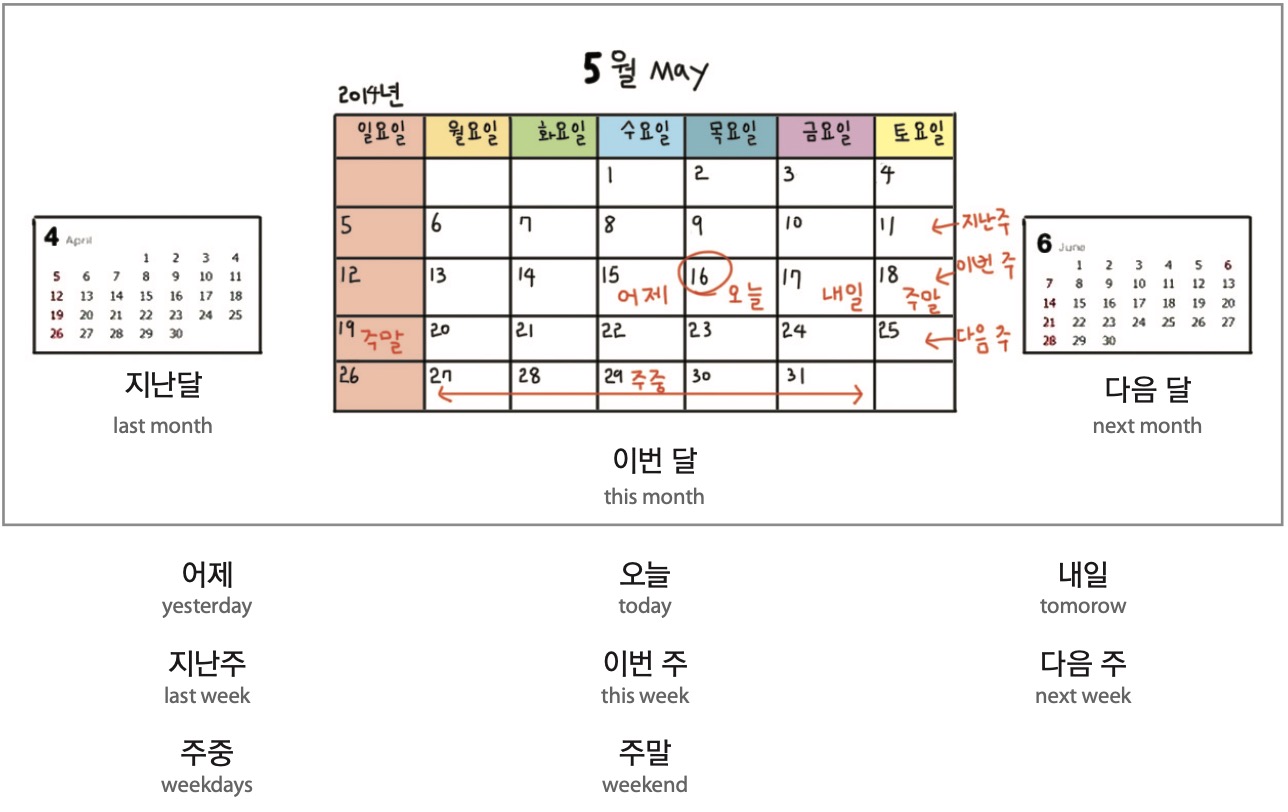 5월 May
2014년
일요일 월요일 화요일 수요일 목요일 금요일 토요일
1 2 3 4
5 6 7 8 9 10 11 ← 지난주
12 13 14 15 어제 16 오늘 17 내일 18 주말 ← 이번 주
19 주말 20 21 22 23 24 25 ← 다음 주
26 27 28 29 주중 30 31
4 April
1 2 3 4
5 6 7 8 9 10 11
12 13 14 15 16 17 18
19 20 21 22 23 24 25
26 27 28 29 30
지난달
last month
이번 달
this month
6 June
1 2 3 4 5 6
7 8 9 10 11 12 13
14 15 16 17 18 19 20
21 22 23 24 25 26 27
28 29 30
다음 달
next month
어제 오늘 내일
yesterday today tomorow
지난주 이번 주 다음 주
last week this week next week
주중 주말
weekdays weekend